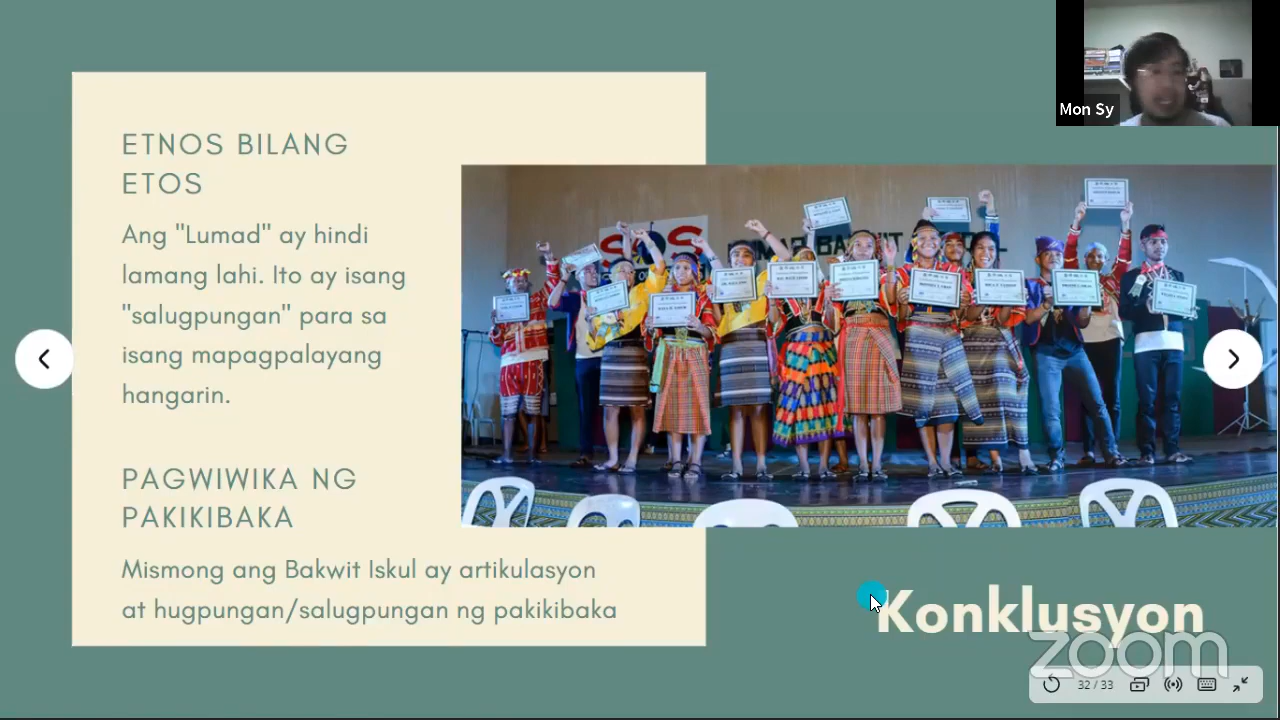 Mon Sy
ETNOS BILANG
ETOS
Ang "Lumad" ay hindi
lamang lahi. Ito ay isang
"salugpungan" para sa
isang mapagpalayang
hangarin.
PAGWIWIKA NG
PAKIKIBAKA
Mismong ang Bakwit Iskul ay artikulasyon
at hugpungan/salugpungan ng pakikibaka
SOS
BAKWIT
Konklusyon
zoom
32 / 33